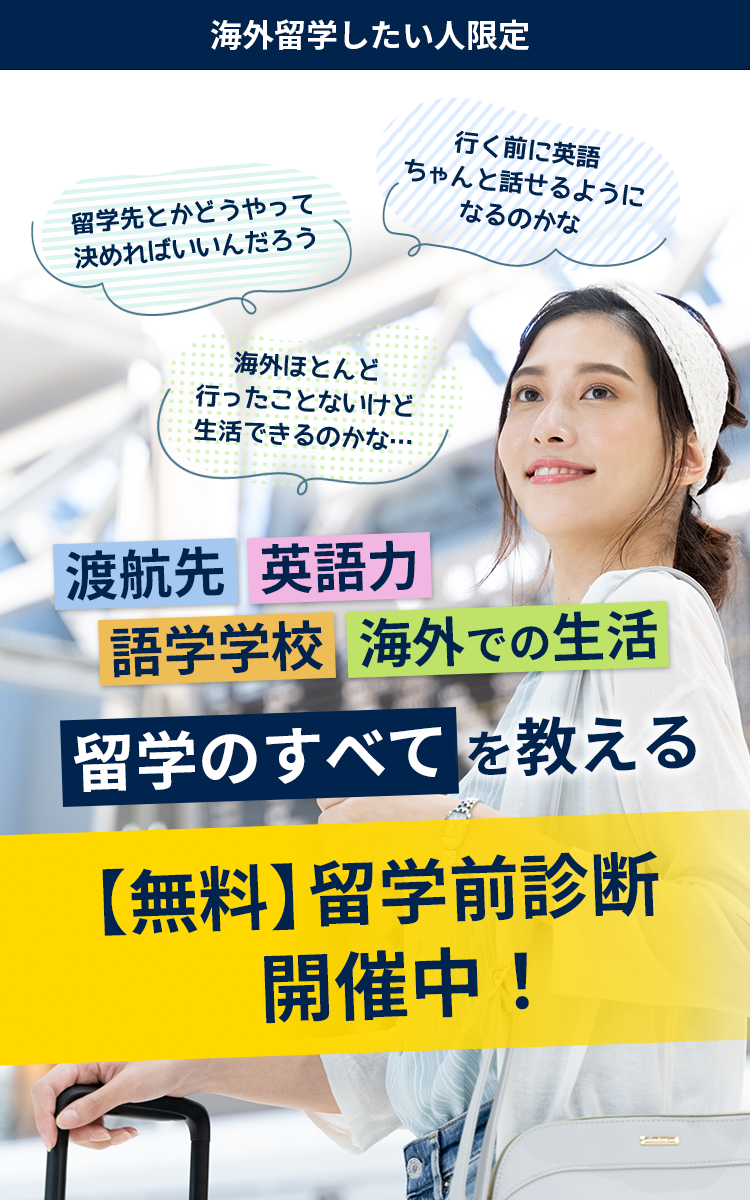 海外留学したい人限定
行く前に英語
ちゃんと話せるように
なるのかな
留学先とかどうやって
決めればいいんだろう
海外ほとんど
行ったことないけど
生活できるのかな…
渡航先 英語力
語学学校 海外での生活
留学のすべてを教える
【無料】留学前診断
開催中！